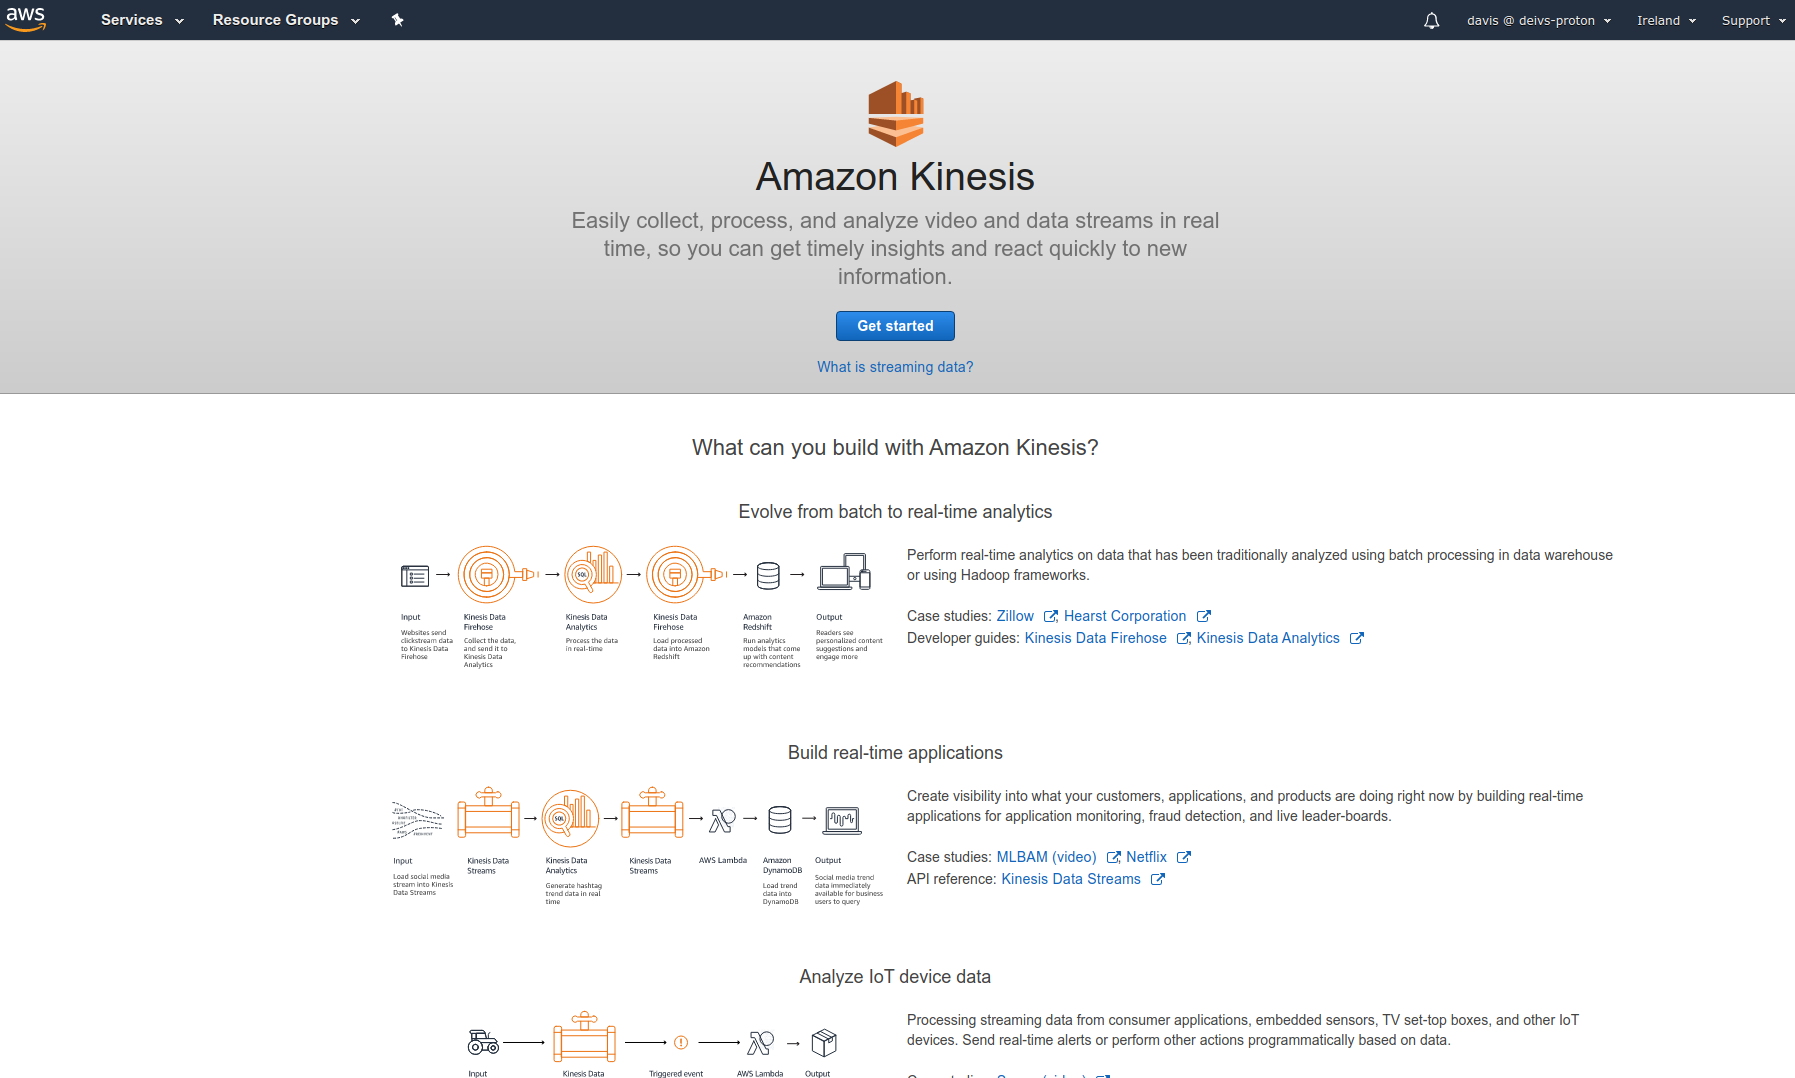 aws
Services
Resource Groups
davis @ deivs-proton
Ireland
Support
Amazon Kinesis
Easily collect, process, and analyze video and data streams in real
time, so you can get timely insights and react quickly to new
information.
Get started
What is streaming data?
What can you build with Amazon Kinesis?
Evolve from batch to real-time analytics
SQL
Input
Websites send
clickstream data
to Kinesis Data
Firehose
Kinesis Data
Firehose
Collect the data,
and send it to
Kinesis Data
Analytics
Kinesis Data
Analytics
Process the data
in real-time
Kinesis Data
Firehose
Load processed
data into Amazon
Redshift
Amazon
Redshift
Run analytics
models that come
up with content
recommendations
Output
Readers see
personalized content
suggestions and
engage more
Perform real-time analytics on data that has been traditionally analyzed using batch processing in data warehouse
or using Hadoop frameworks.
Case studies: Zillow , Hearst Corporation
Developer guides: Kinesis Data Firehose , Kinesis Data Analytics
Build real-time applications
SQL
Input
Load social media
stream into Kinesis
Data Streams
Kinesis Data
Streams
Kinesis Data
Analytics
Generate hashtag
trend data in real
time
Kinesis Data
Streams
AWS Lambda
Amazon
DynamoDB
Load trend
data into
DynamoDB
Output
Social media trend
data immediately
available for business
users to query
Create visibility into what your customers, applications, and products are doing right now by building real-time
applications for application monitoring, fraud detection, and live leader-boards.
Case studies: MLBAM (video) , Netflix
API reference: Kinesis Data Streams
Analyze IoT device data
Input
Kinesis Data
Triggered event
AWS Lambda
Output
Processing streaming data from consumer applications, embedded sensors, TV set-top boxes, and other IoT
devices. Send real-time alerts or perform other actions programmatically based on data.